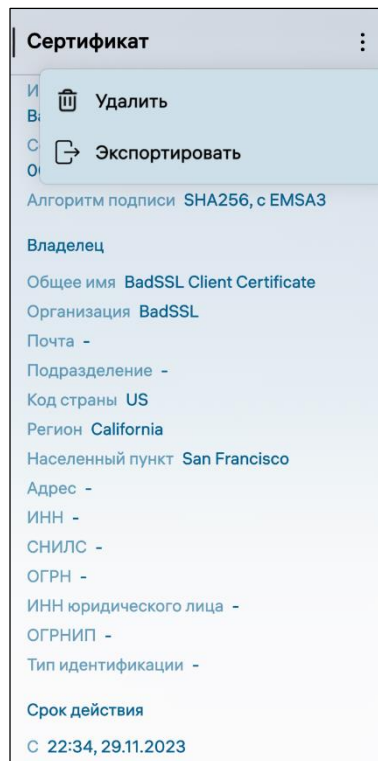 Сертификат
Удалить
Экспортировать
Алгоритм подписи SHA256, с EMSA3
Владелец
Общее имя BadSSL Client Certificate
Организация BadSSL
Почта -
Подразделение -
Код страны US
Регион California
Населенный пункт San Francisco
Адрес -
ИНН -
СНИЛС -
ОГРН -
ИНН юридического лица -
ОГРНИП -
Тип идентификации -
Срок действия
С 22:34, 29.11.2023